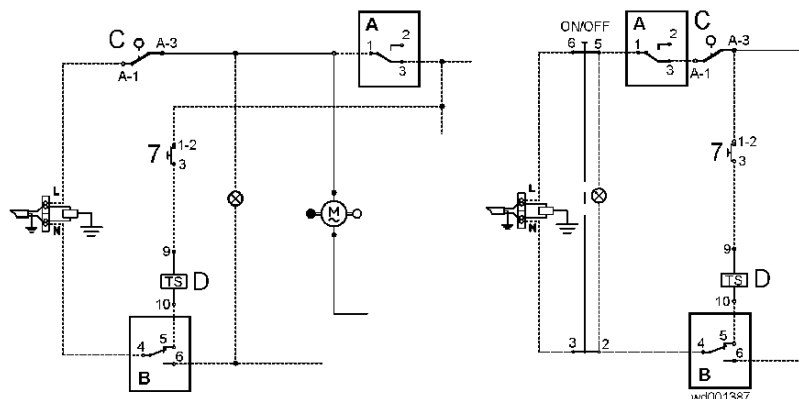 A
C A-3
1 2
3
A-1
7 1-2
3
L
N
M
9
TS D
10
4 5
6
B
ON/OFF
6 5
A
C
1 2
3
A-3
A-1
7 1-2
3
L
N
9
TS D
10
3 2
4 5
6
B
wd001387